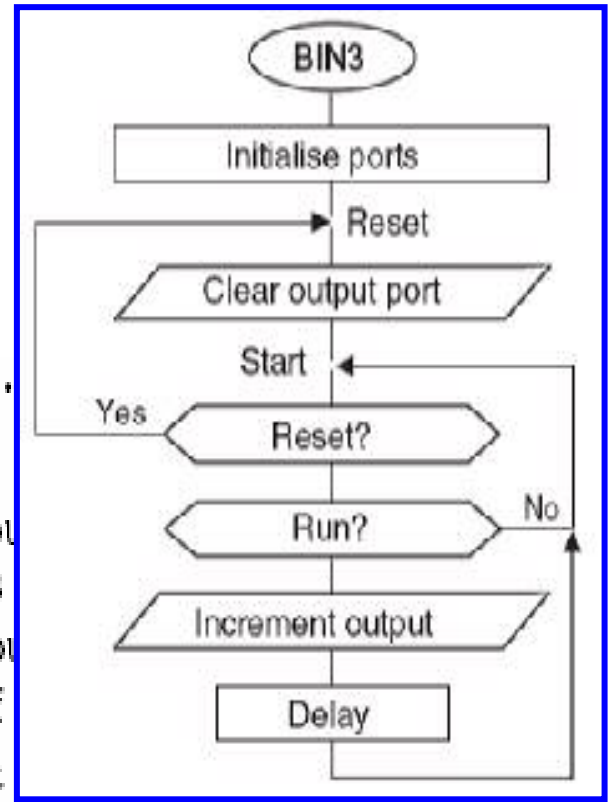 BIN3
Initialise ports
Reset
Clear output port
Start
Yes
Reset?
Run?
No
Increment output
Delay